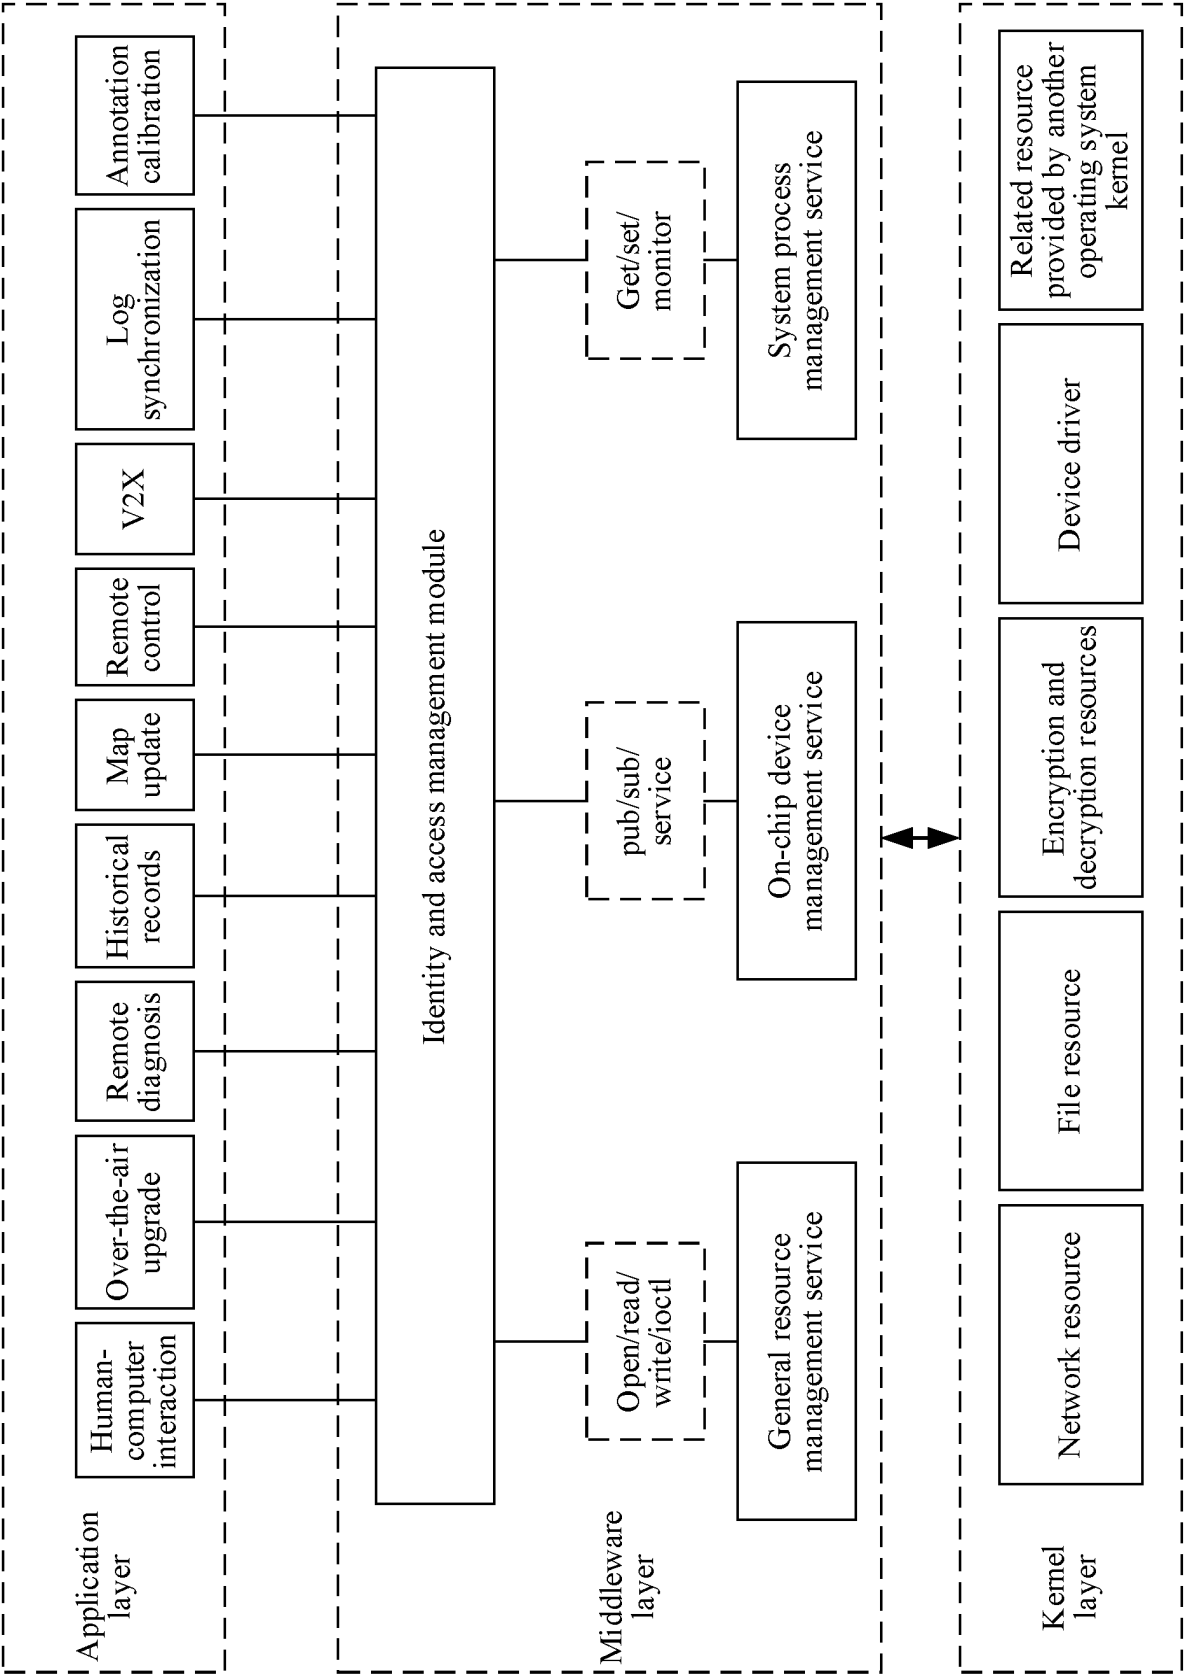 Application
layer
Human-
computer
interaction
Over-the-air
upgrade
Remote
diagnosis
Historical
records
Map
update
Remote
control
V2X
Log
synchronization
Annotation
calibration
Middleware
layer
Identity and access management module
Open/read/
write/ioctl
pub/sub/
service
Get/set/
monitor
General resource
management service
On-chip device
management service
System process
management service
Kernel
layer
Network resource
File resource
Encryption and
decryption resources
Device driver
Related resource
provided by another
operating system
kernel